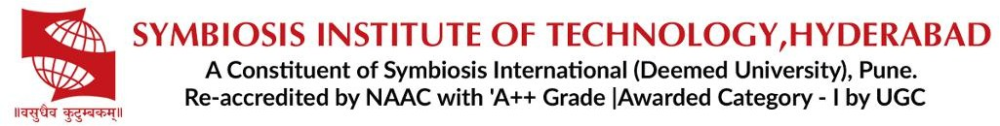 SYMBIOSIS INSTITUTE OF TECHNOLOGY,HYDERABAD
A Constituent of Symbiosis International (Deemed University), Pune.
Re-accredited by NAAC with 'A++ Grade |Awarded Category - I by UGC
॥वसुधैव कुटुम्बकम्॥